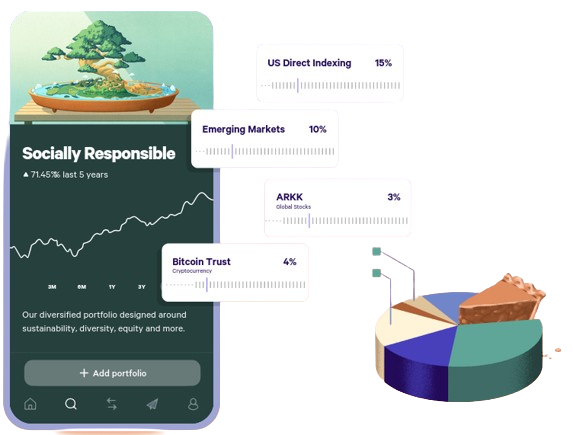 US Direct Indexing 15%
Emerging Markets 10%
Socially Responsible
71.45% last 5 years
ARKK 3%
Global Stocks
Bitcoin Trust 4%
Cryptocurrency
3M 6M 1Y 3Y
Our diversified portfolio designed around
sustainability, diversity, equity and more.
+ Add portfolio